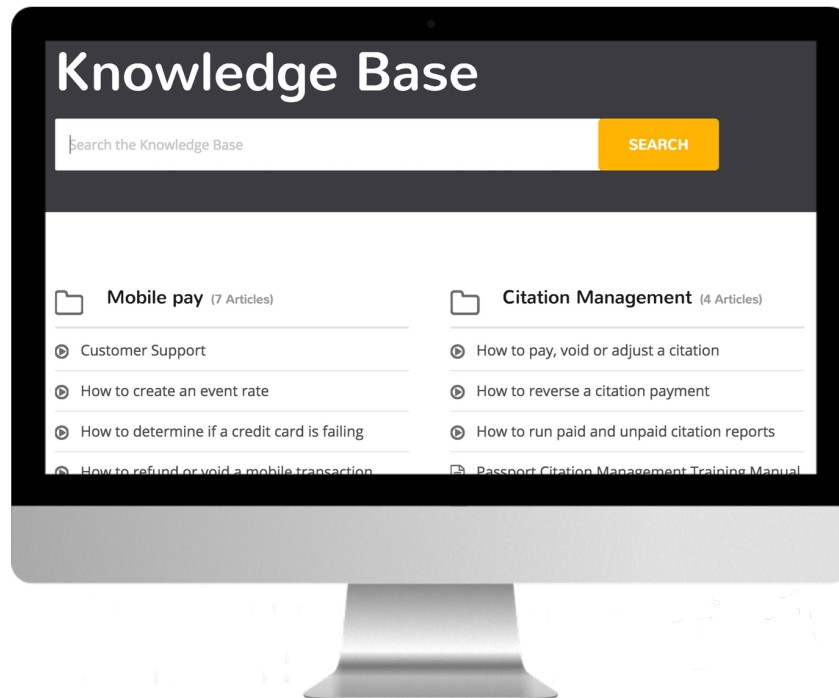 Knowledge Base
Search the Knowledge Base
SEARCH
Mobile pay (7 Articles)
Customer Support
How to create an event rate
How to determine if a credit card is failing
How to refund or void a mobile transaction
Citation Management (4 Articles)
How to pay, void or adjust a citation
How to reverse a citation payment
How to run paid and unpaid citation reports
Passport Citation Management Training Manual